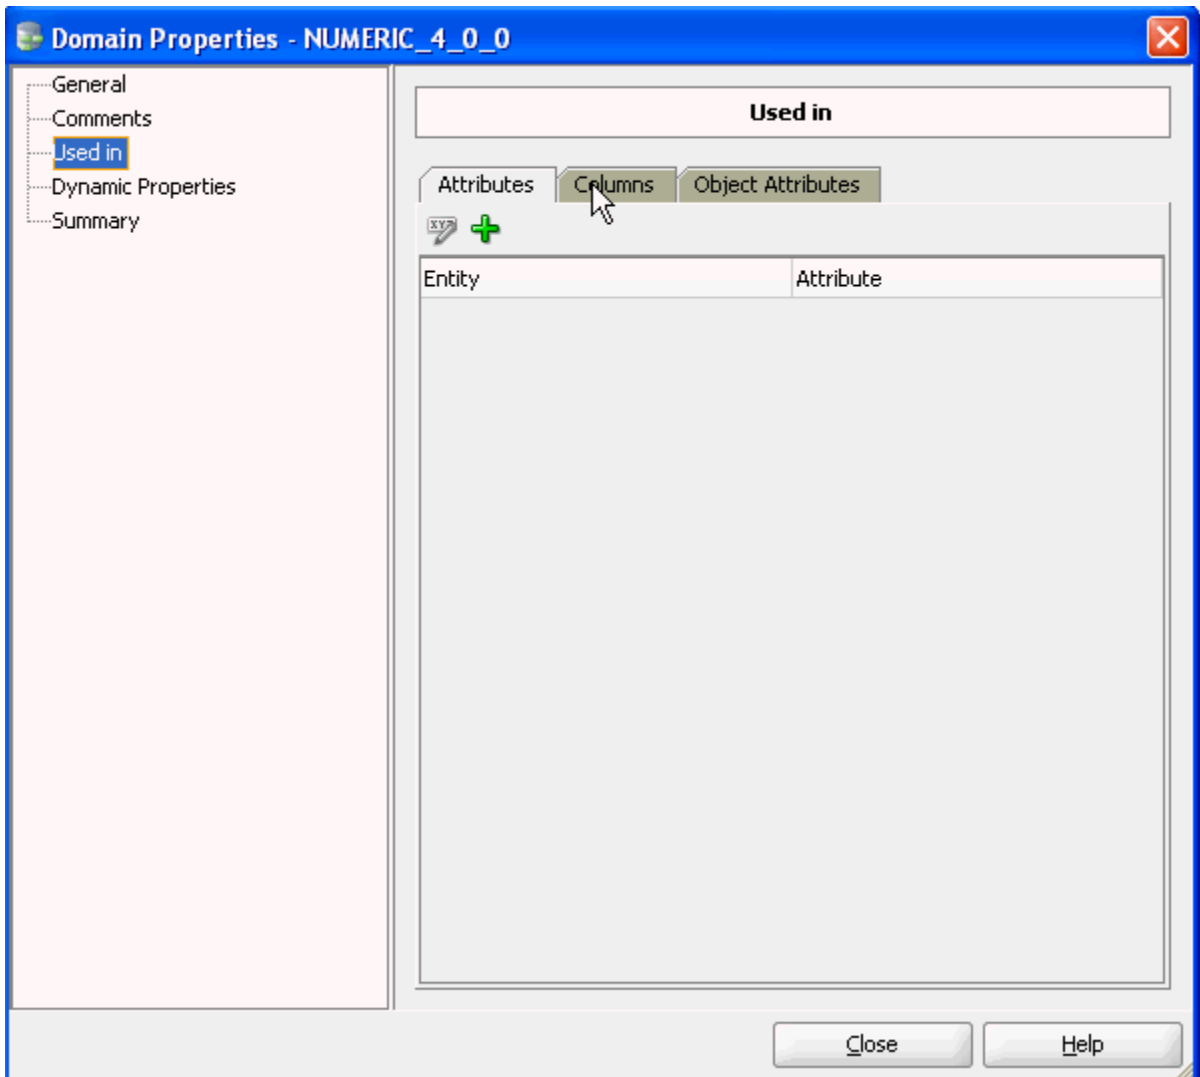 Domain Properties - NUMERIC_4_0_0
General
Comments
Used in
Dynamic Properties
Summary
Used in
Attributes Columns Object Attributes
Entity Attribute
Close Help